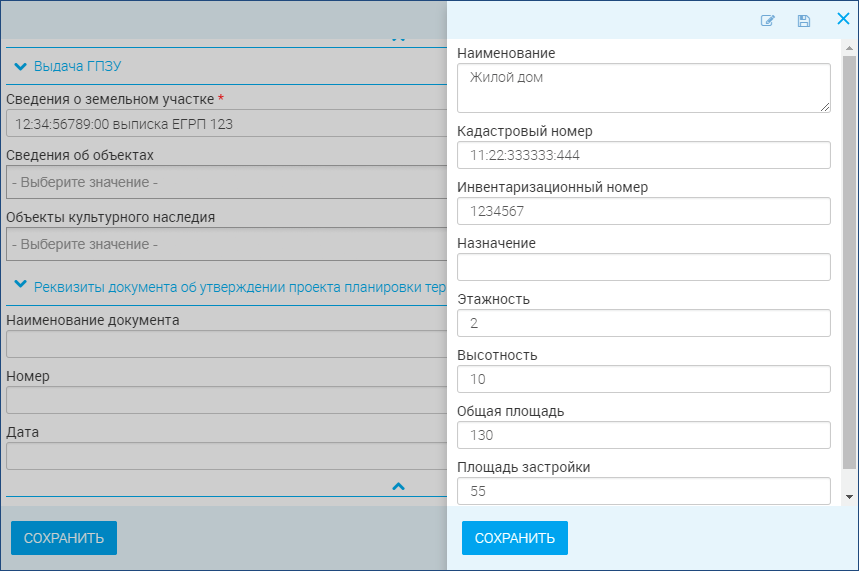 Выдача ГПЗУ
Сведения о земельном участке *
12:34:56789:00 выписка ЕГРП 123
Сведения об объектах
- Выберите значение -
Объекты культурного наследия
- Выберите значение -
Реквизиты документа об утверждении проекта планировки тер
Наименование документа
Номер
Дата
СОХРАНИТЬ
Наименование
Жилой дом
Кадастровый номер
11:22:333333:444
Инвентаризационный номер
1234567
Назначение
Этажность
2
Высотность
10
Общая площадь
130
Площадь застройки
55
СОХРАНИТЬ